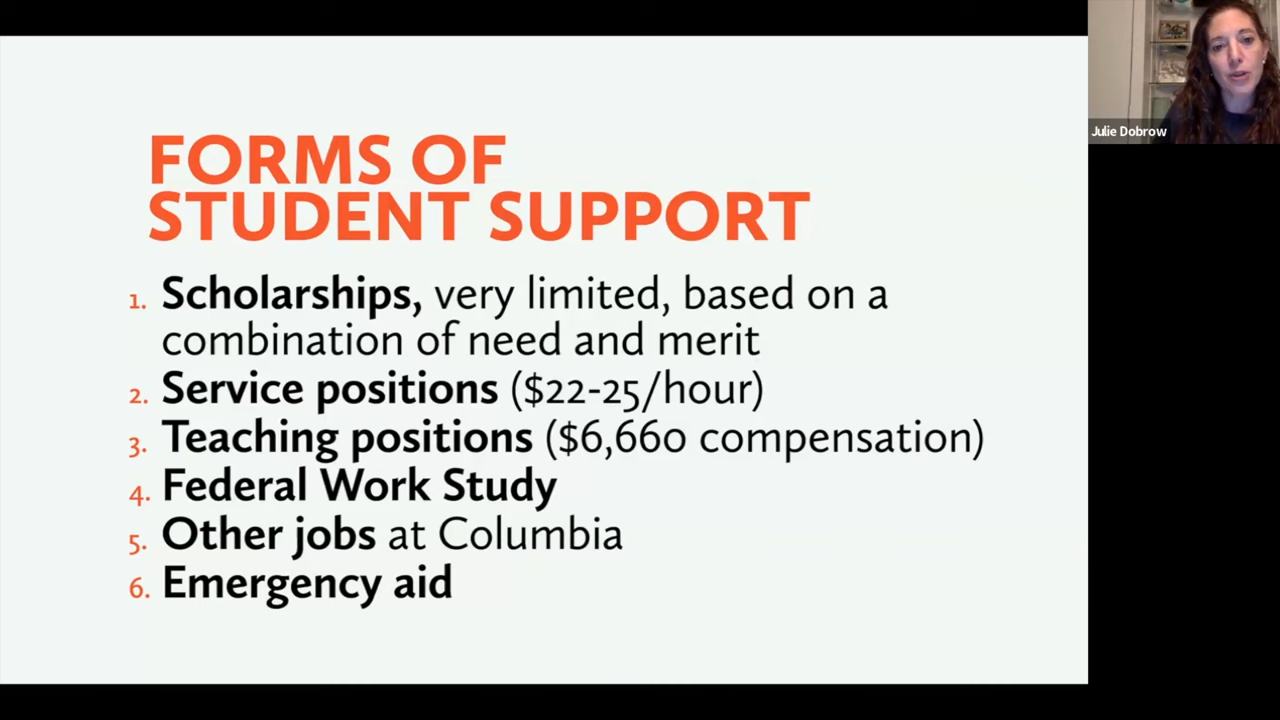 FORMS OF
STUDENT SUPPORT
1. Scholarships, very limited, based on a
combination of need and merit
2. Service positions ($22-25/hour)
3. Teaching positions ($6,660 compensation)
4. Federal Work Study
5. Other jobs at Columbia
6. Emergency aid
Julie Dobrow